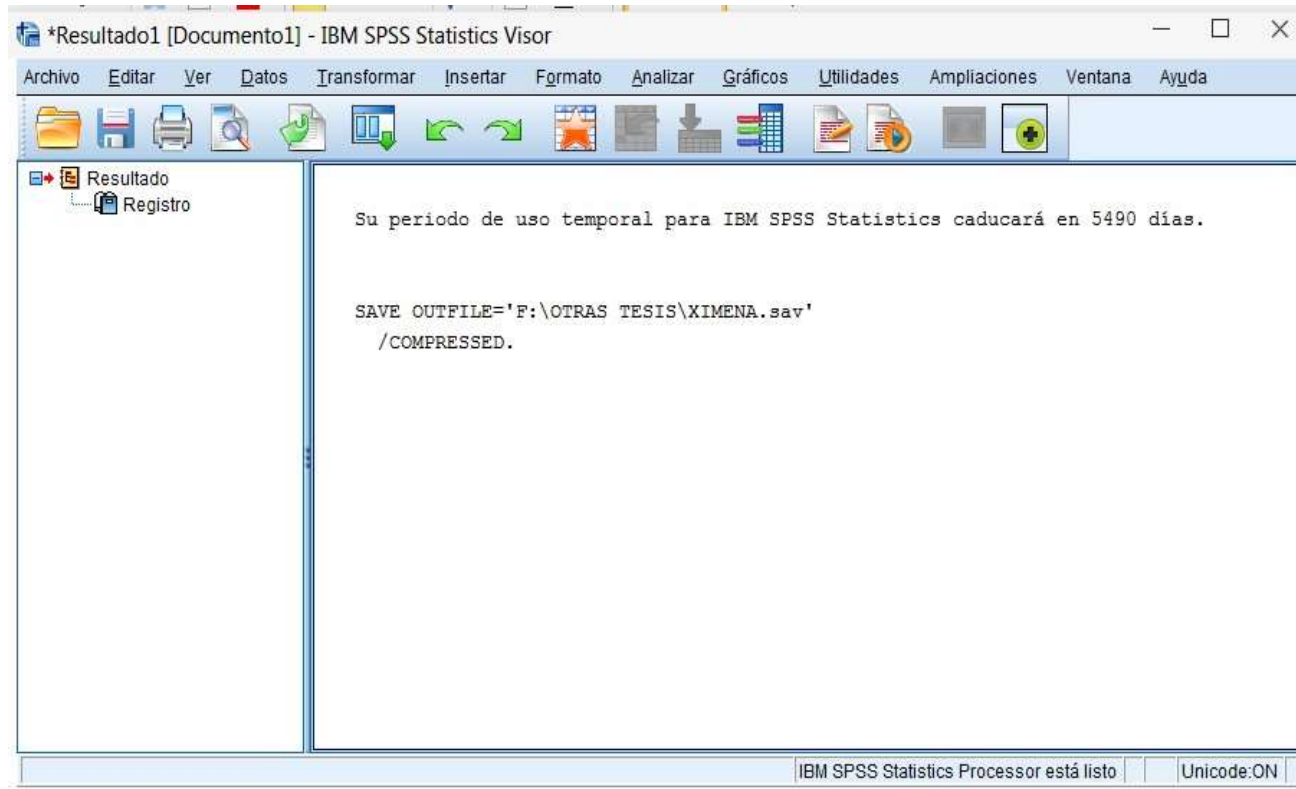 *Resultado1 [Documento1] - IBM SPSS Statistics Visor
Archivo Editar Ver Datos Transformar Insertar Formato Analizar Gráficos Utilidades Ampliaciones Ventana Ayuda
Resultado
Registro
Su periodo de uso temporal para IBM SPSS Statistics caducará en 5490 días.
SAVE OUTFILE='F:\OTRAS TESIS\XIMENA.sav'
/COMPRESSED.
IBM SPSS Statistics Processor está listo
Unicode:ON